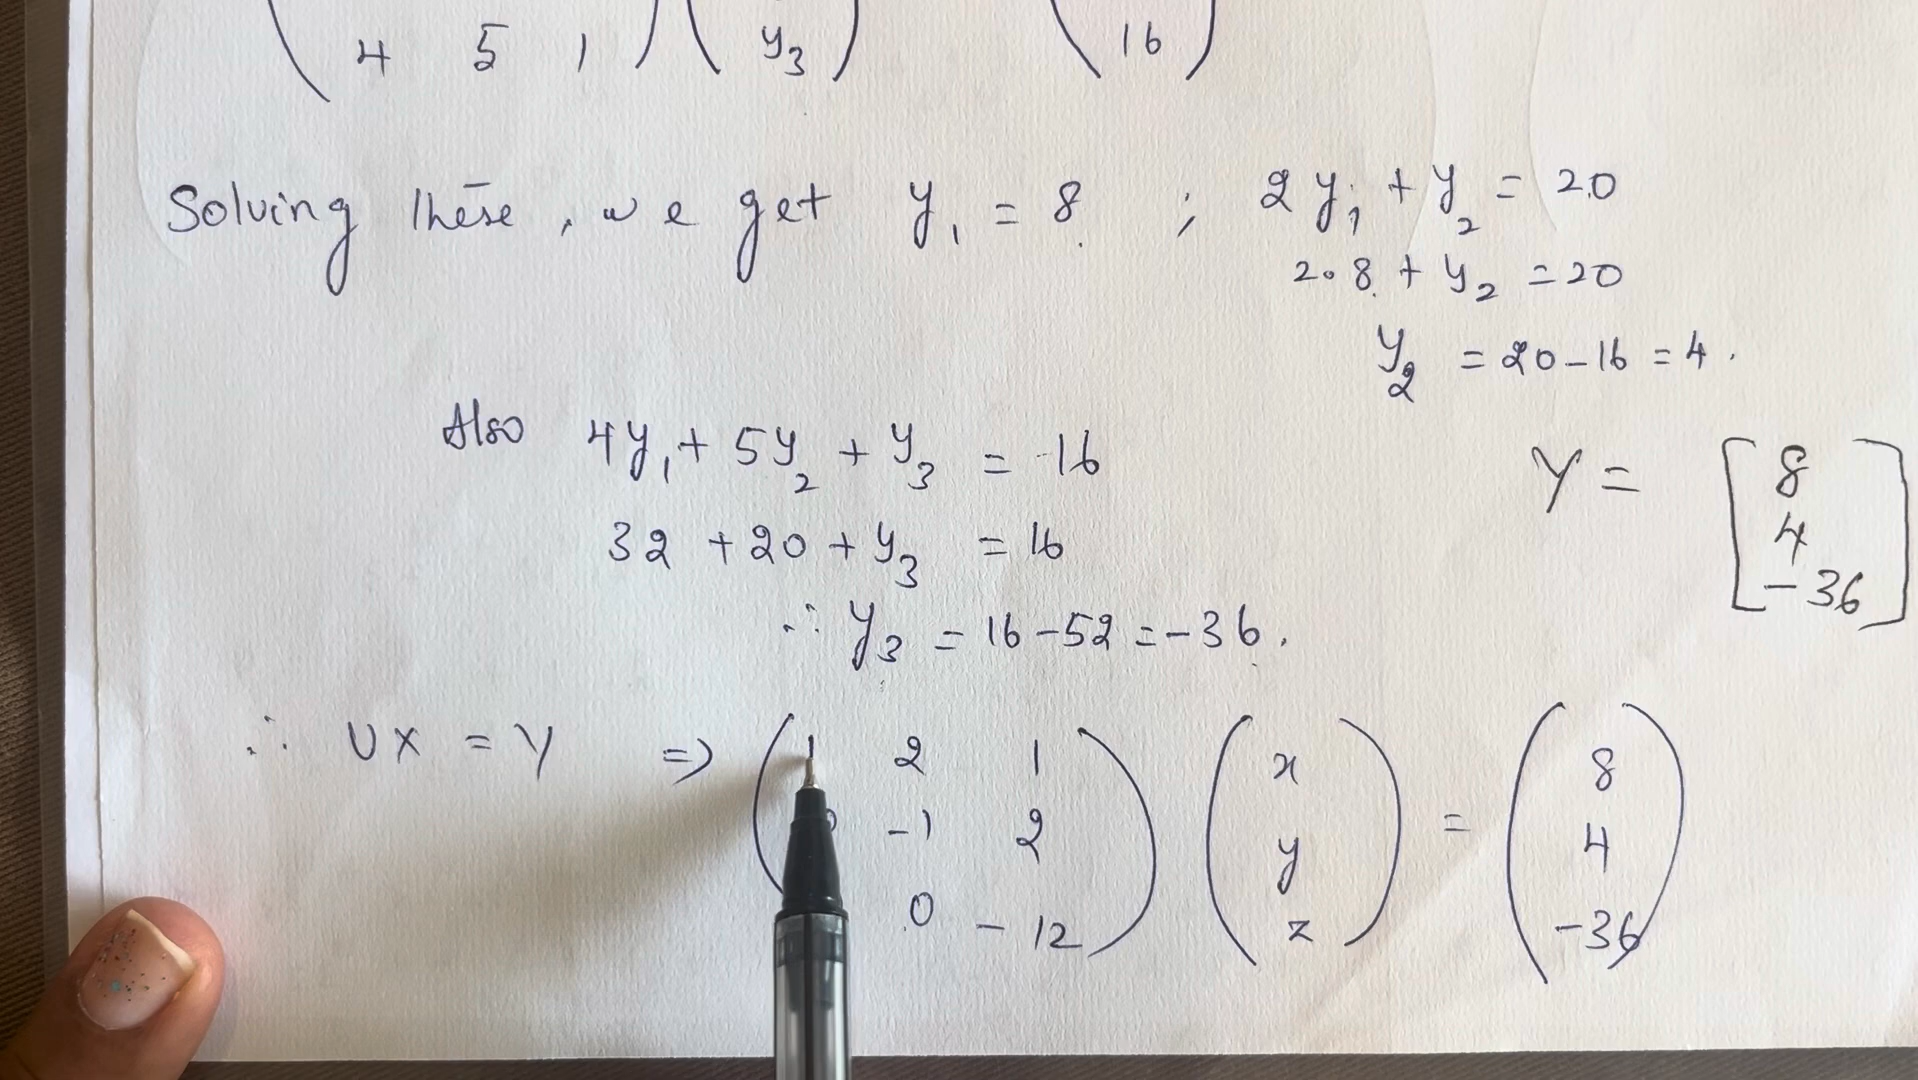 4 5 1 y₃ 16
Solving these, we get y₁ = 8 ; 2y₁ + y₂ = 20
2.8 + y₂ = 20
y₂ = 20 - 16 = 4.
Also 4y₁ + 5y₂ + y₃ = 16
32 + 20 + y₃ = 16
∴ y₃ = 16 - 52 = -36.
Y = [8
4
-36]
∴ UX = Y ⇒ (1 2 1) (x) = (8)
-1 2 y 4
0 -12 z -36